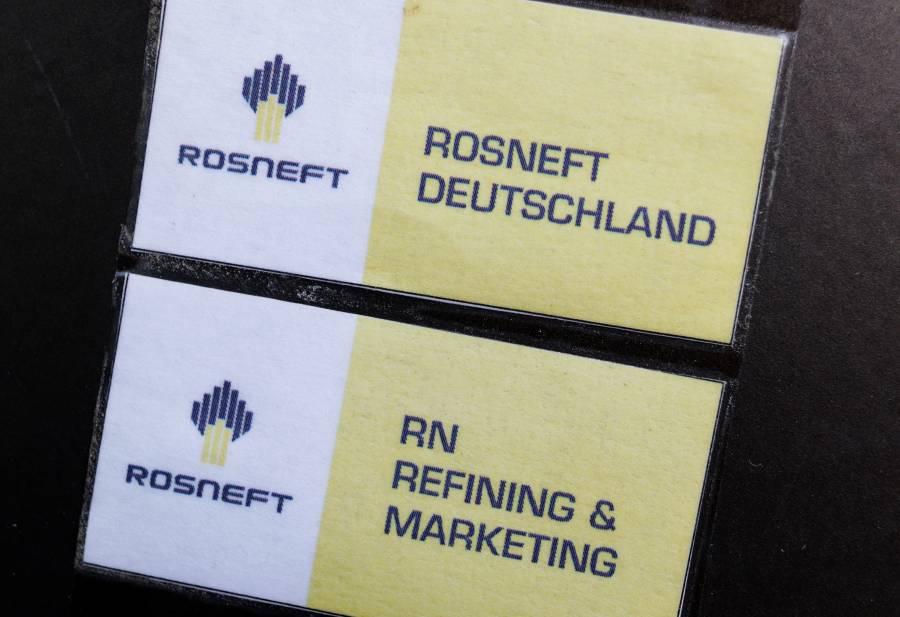 ROSNEFT
ROSNEFT
DEUTSCHLAND
ROSNEFT
RN
REFINING &
MARKETING